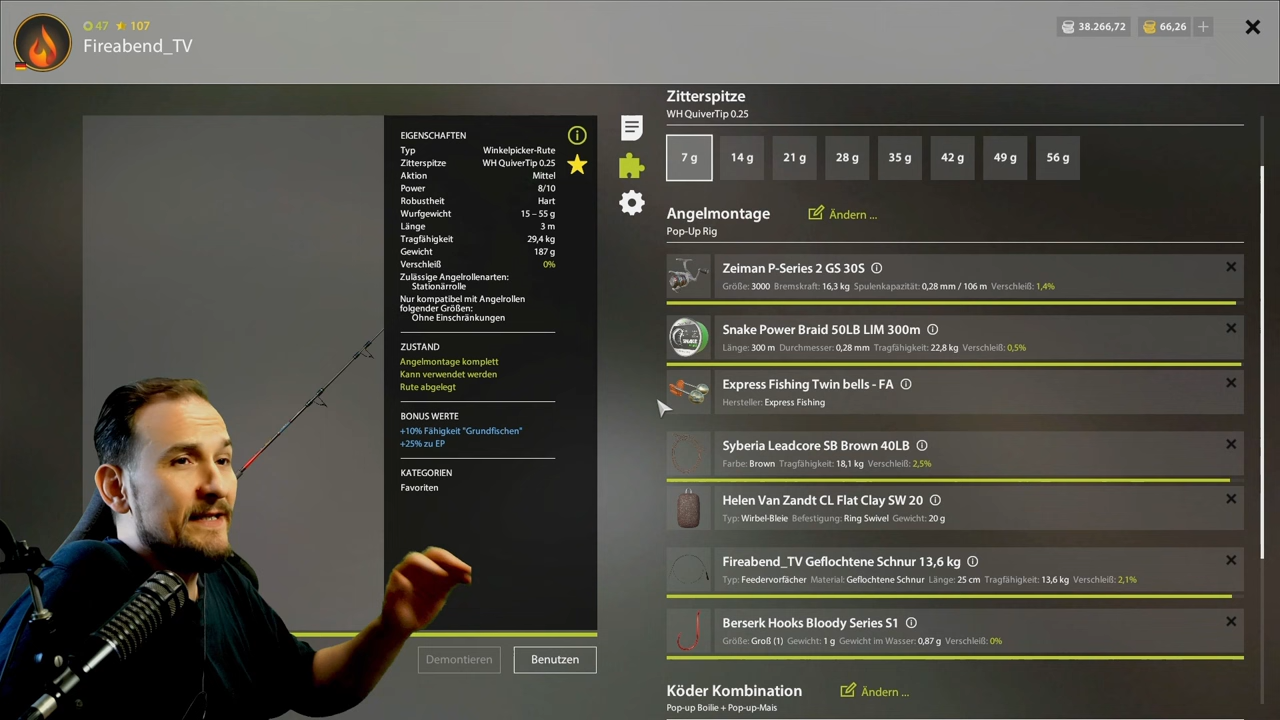 47 107
Fireabend_TV
38.266,72
66,26
EIGENSCHAFTEN
Typ Winkelpicker-Rute
Zitterspitze WH QuiverTip 0.25
Aktion Mittel
Power 8/10
Robustheit Hart
Wurfgewicht 15 – 55 g
Länge 3 m
Tragfähigkeit 29,4 kg
Gewicht 187 g
Verschleiß 0%
Zulässige Angelrollenarten:
Stationärrolle
Nur kompatibel mit Angelrollen
folgender Größen:
Ohne Einschränkungen
ZUSTAND
Angelmontage komplett
Kann verwendet werden
Rute abgelegt
BONUS WERTE
+10% Fähigkeit "Grundfischen"
+25% zu EP
KATEGORIEN
Favoriten
Demontieren
Benutzen
Zitterspitze
WH QuiverTip 0.25
7 g 14 g 21 g 28 g 35 g 42 g 49 g 56 g
Angelmontage Ändern ...
Pop-Up Rig
Zeiman P-Series 2 GS 30S
Größe: 3000 Bremskraft: 16,3 kg Spulenkapazität: 0,28 mm / 106 m Verschleiß: 1,4%
Snake Power Braid 50LB LIM 300m
Länge: 300 m Durchmesser: 0,28 mm Tragfähigkeit: 22,8 kg Verschleiß: 0,5%
Express Fishing Twin bells - FA
Hersteller: Express Fishing
Syberia Leadcore SB Brown 40LB
Farbe: Brown Tragfähigkeit: 18,1 kg Verschleiß: 2,5%
Helen Van Zandt CL Flat Clay SW 20
Typ: Wirbel-Bleie Befestigung: Ring Swivel Gewicht: 20 g
Fireabend_TV Geflochtene Schnur 13,6 kg
Typ: Feedervorfächer Material: Geflochtene Schnur Länge: 25 cm Tragfähigkeit: 13,6 kg Verschleiß: 2,1%
Berserk Hooks Bloody Series S1
Größe: Groß (1) Gewicht: 1 g Gewicht im Wasser: 0,87 g Verschleiß: 0%
Köder Kombination Ändern ...
Pop-up Boilie + Pop-up-Mais